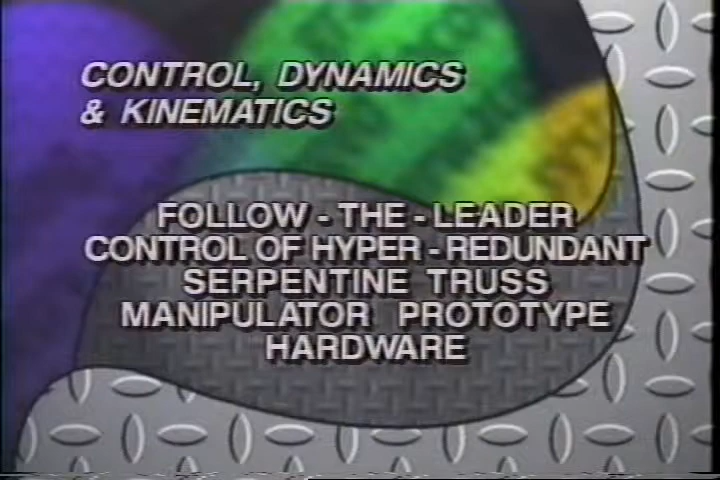 CONTROL, DYNAMICS
& KINEMATICS
FOLLOW - THE - LEADER
CONTROL OF HYPER - REDUNDANT
SERPENTINE TRUSS
MANIPULATOR PROTOTYPE
HARDWARE